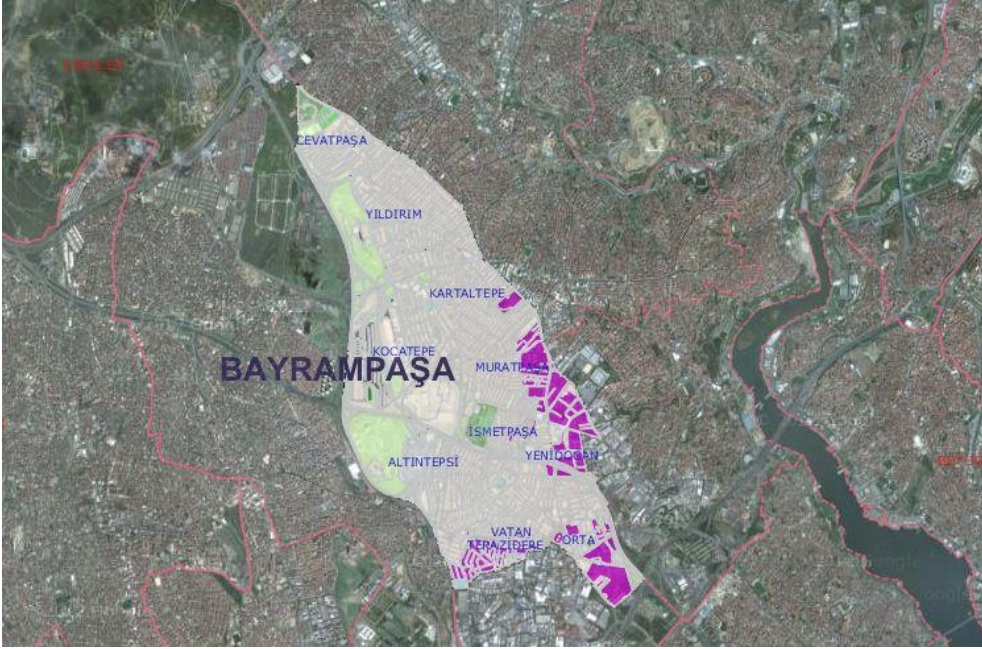 CEVATPAŞA
YILDIRIM
KARTALTEPE
KOCATEPE
BAYRAMPAŞA
MURATPAŞA
İSMETPAŞA
YENİDOĞAN
ALTINTEPSİ
VATAN
TERAZİDERE
ORTA